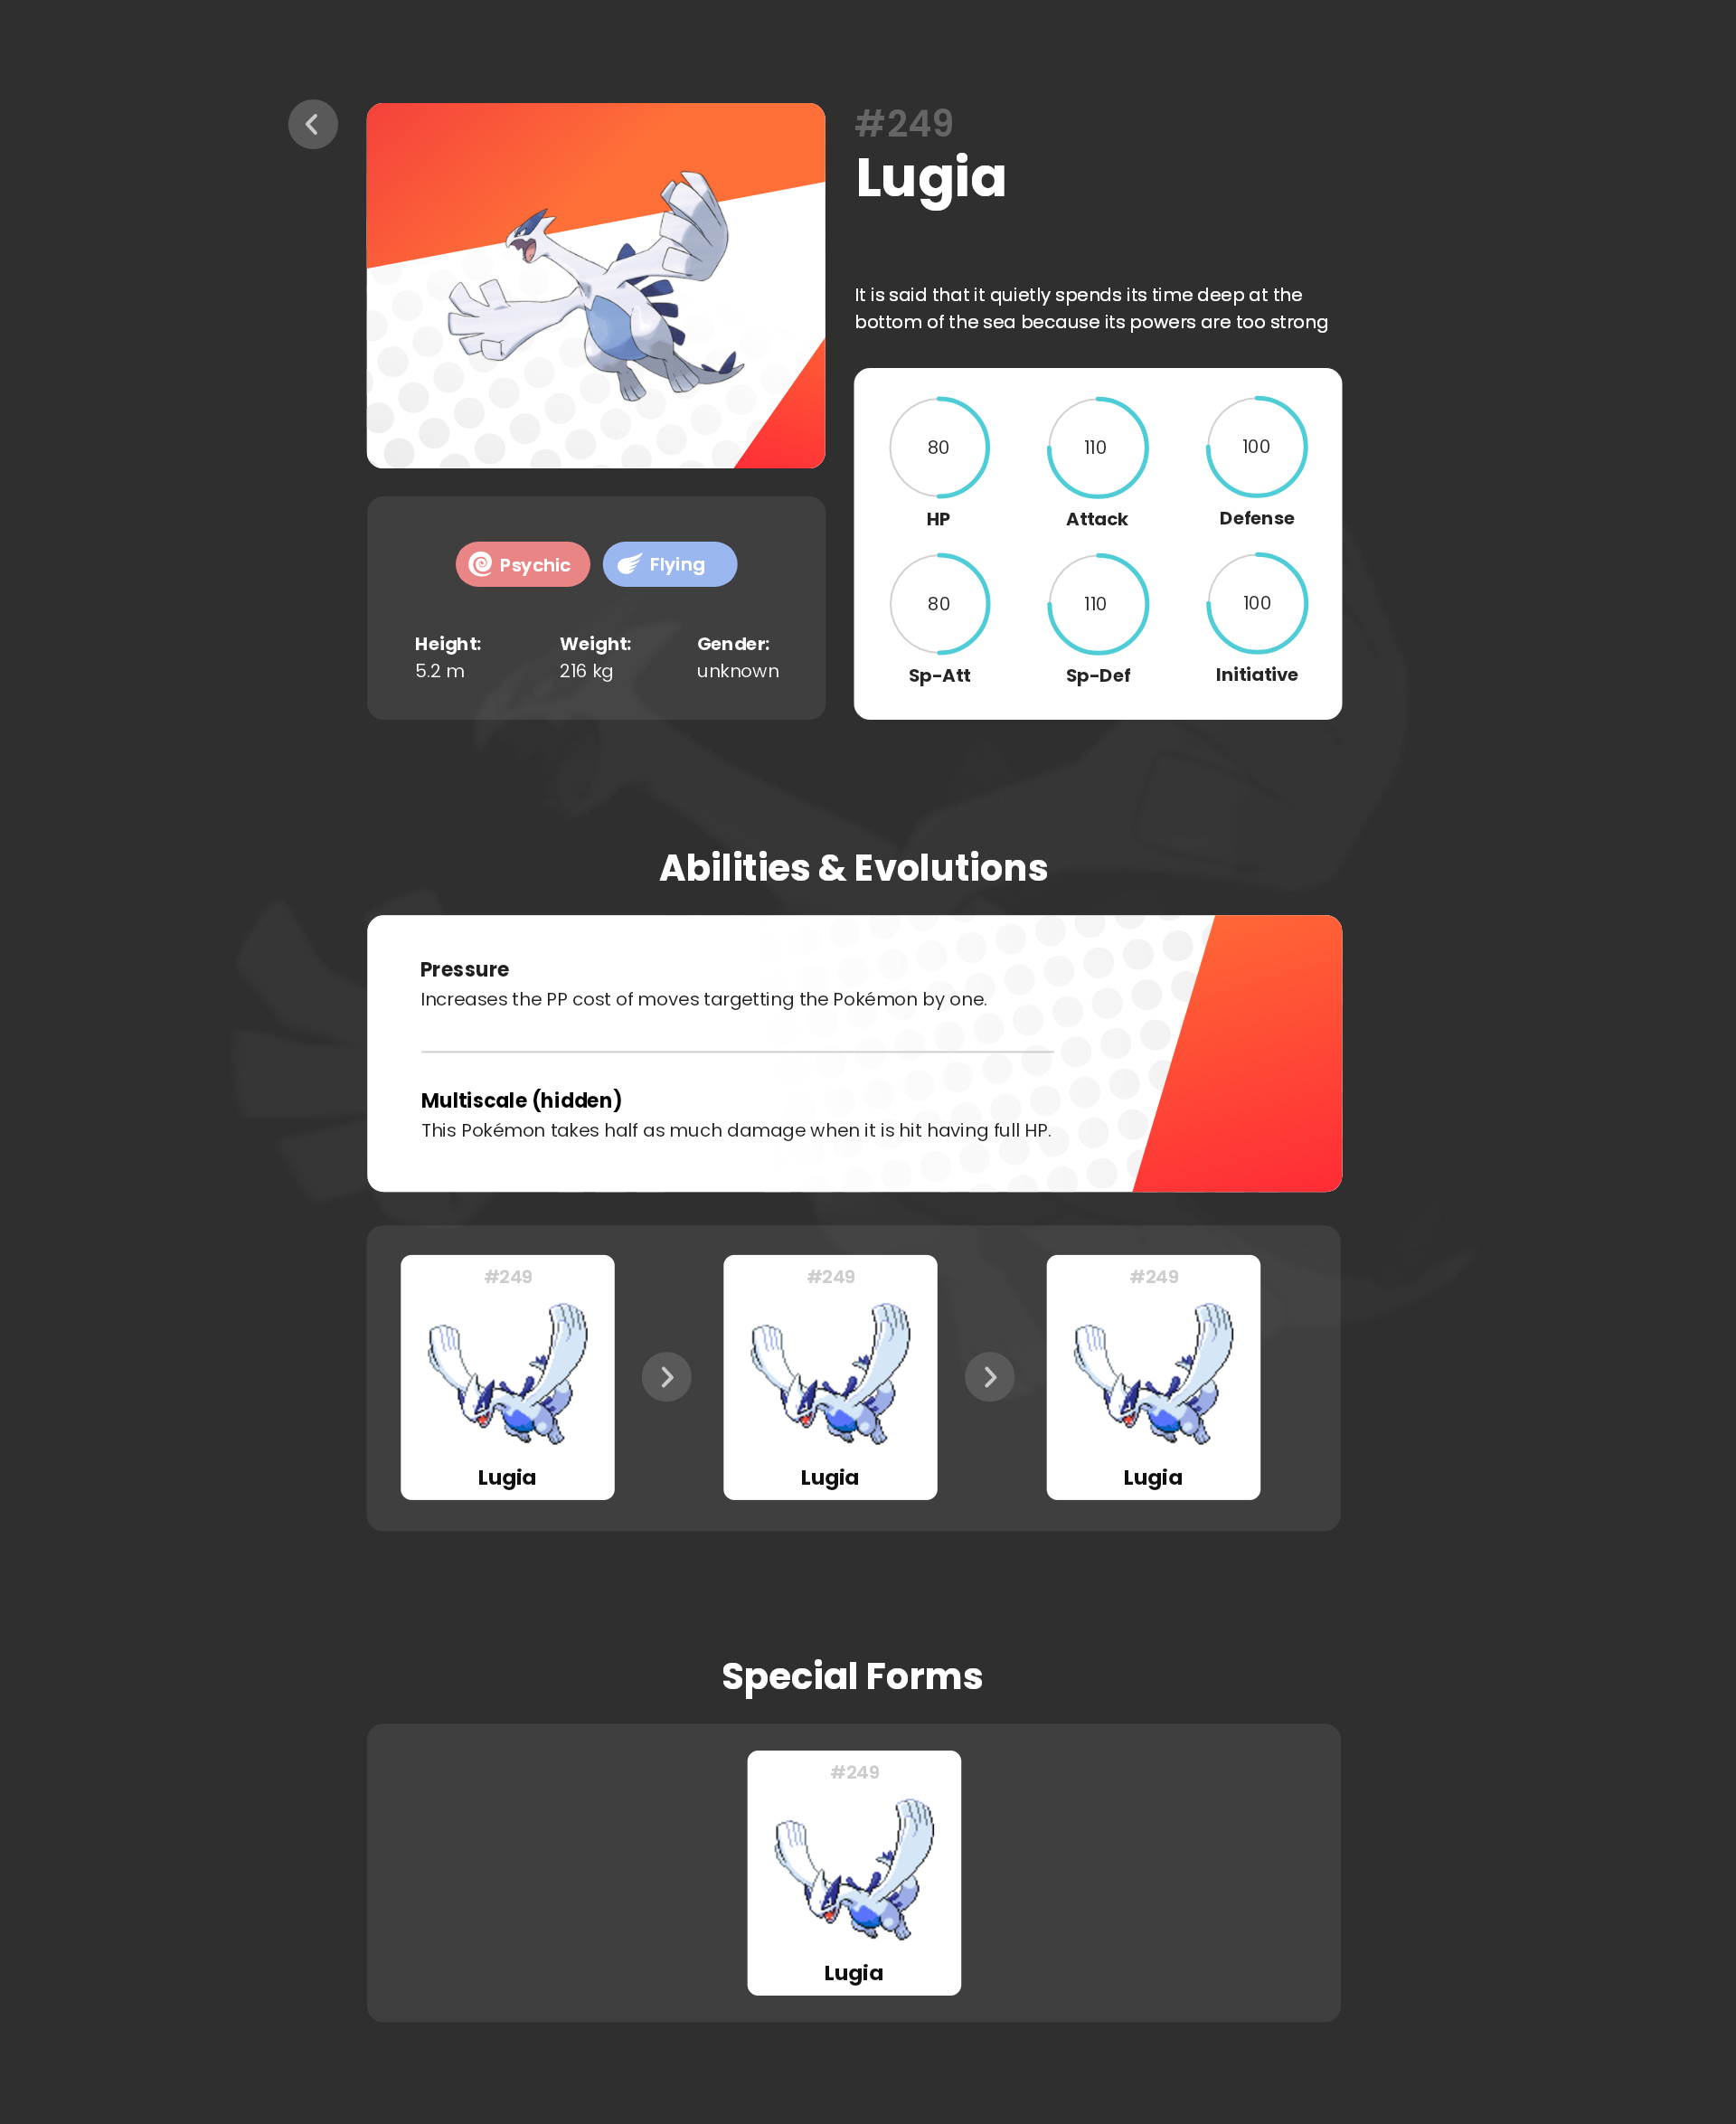 #249
Lugia
It is said that it quietly spends its time deep at the
bottom of the sea because its powers are too strong
80
110
100
HP
Attack
Defense
80
110
100
Sp-Att
Sp-Def
Initiative
Psychic
Flying
Height:
5.2 m
Weight:
216 kg
Gender:
unknown
Abilities & Evolutions
Pressure
Increases the PP cost of moves targetting the Pokémon by one.
Multiscale (hidden)
This Pokémon takes half as much damage when it is hit having full HP.
#249
Lugia
#249
Lugia
#249
Lugia
Special Forms
#249
Lugia